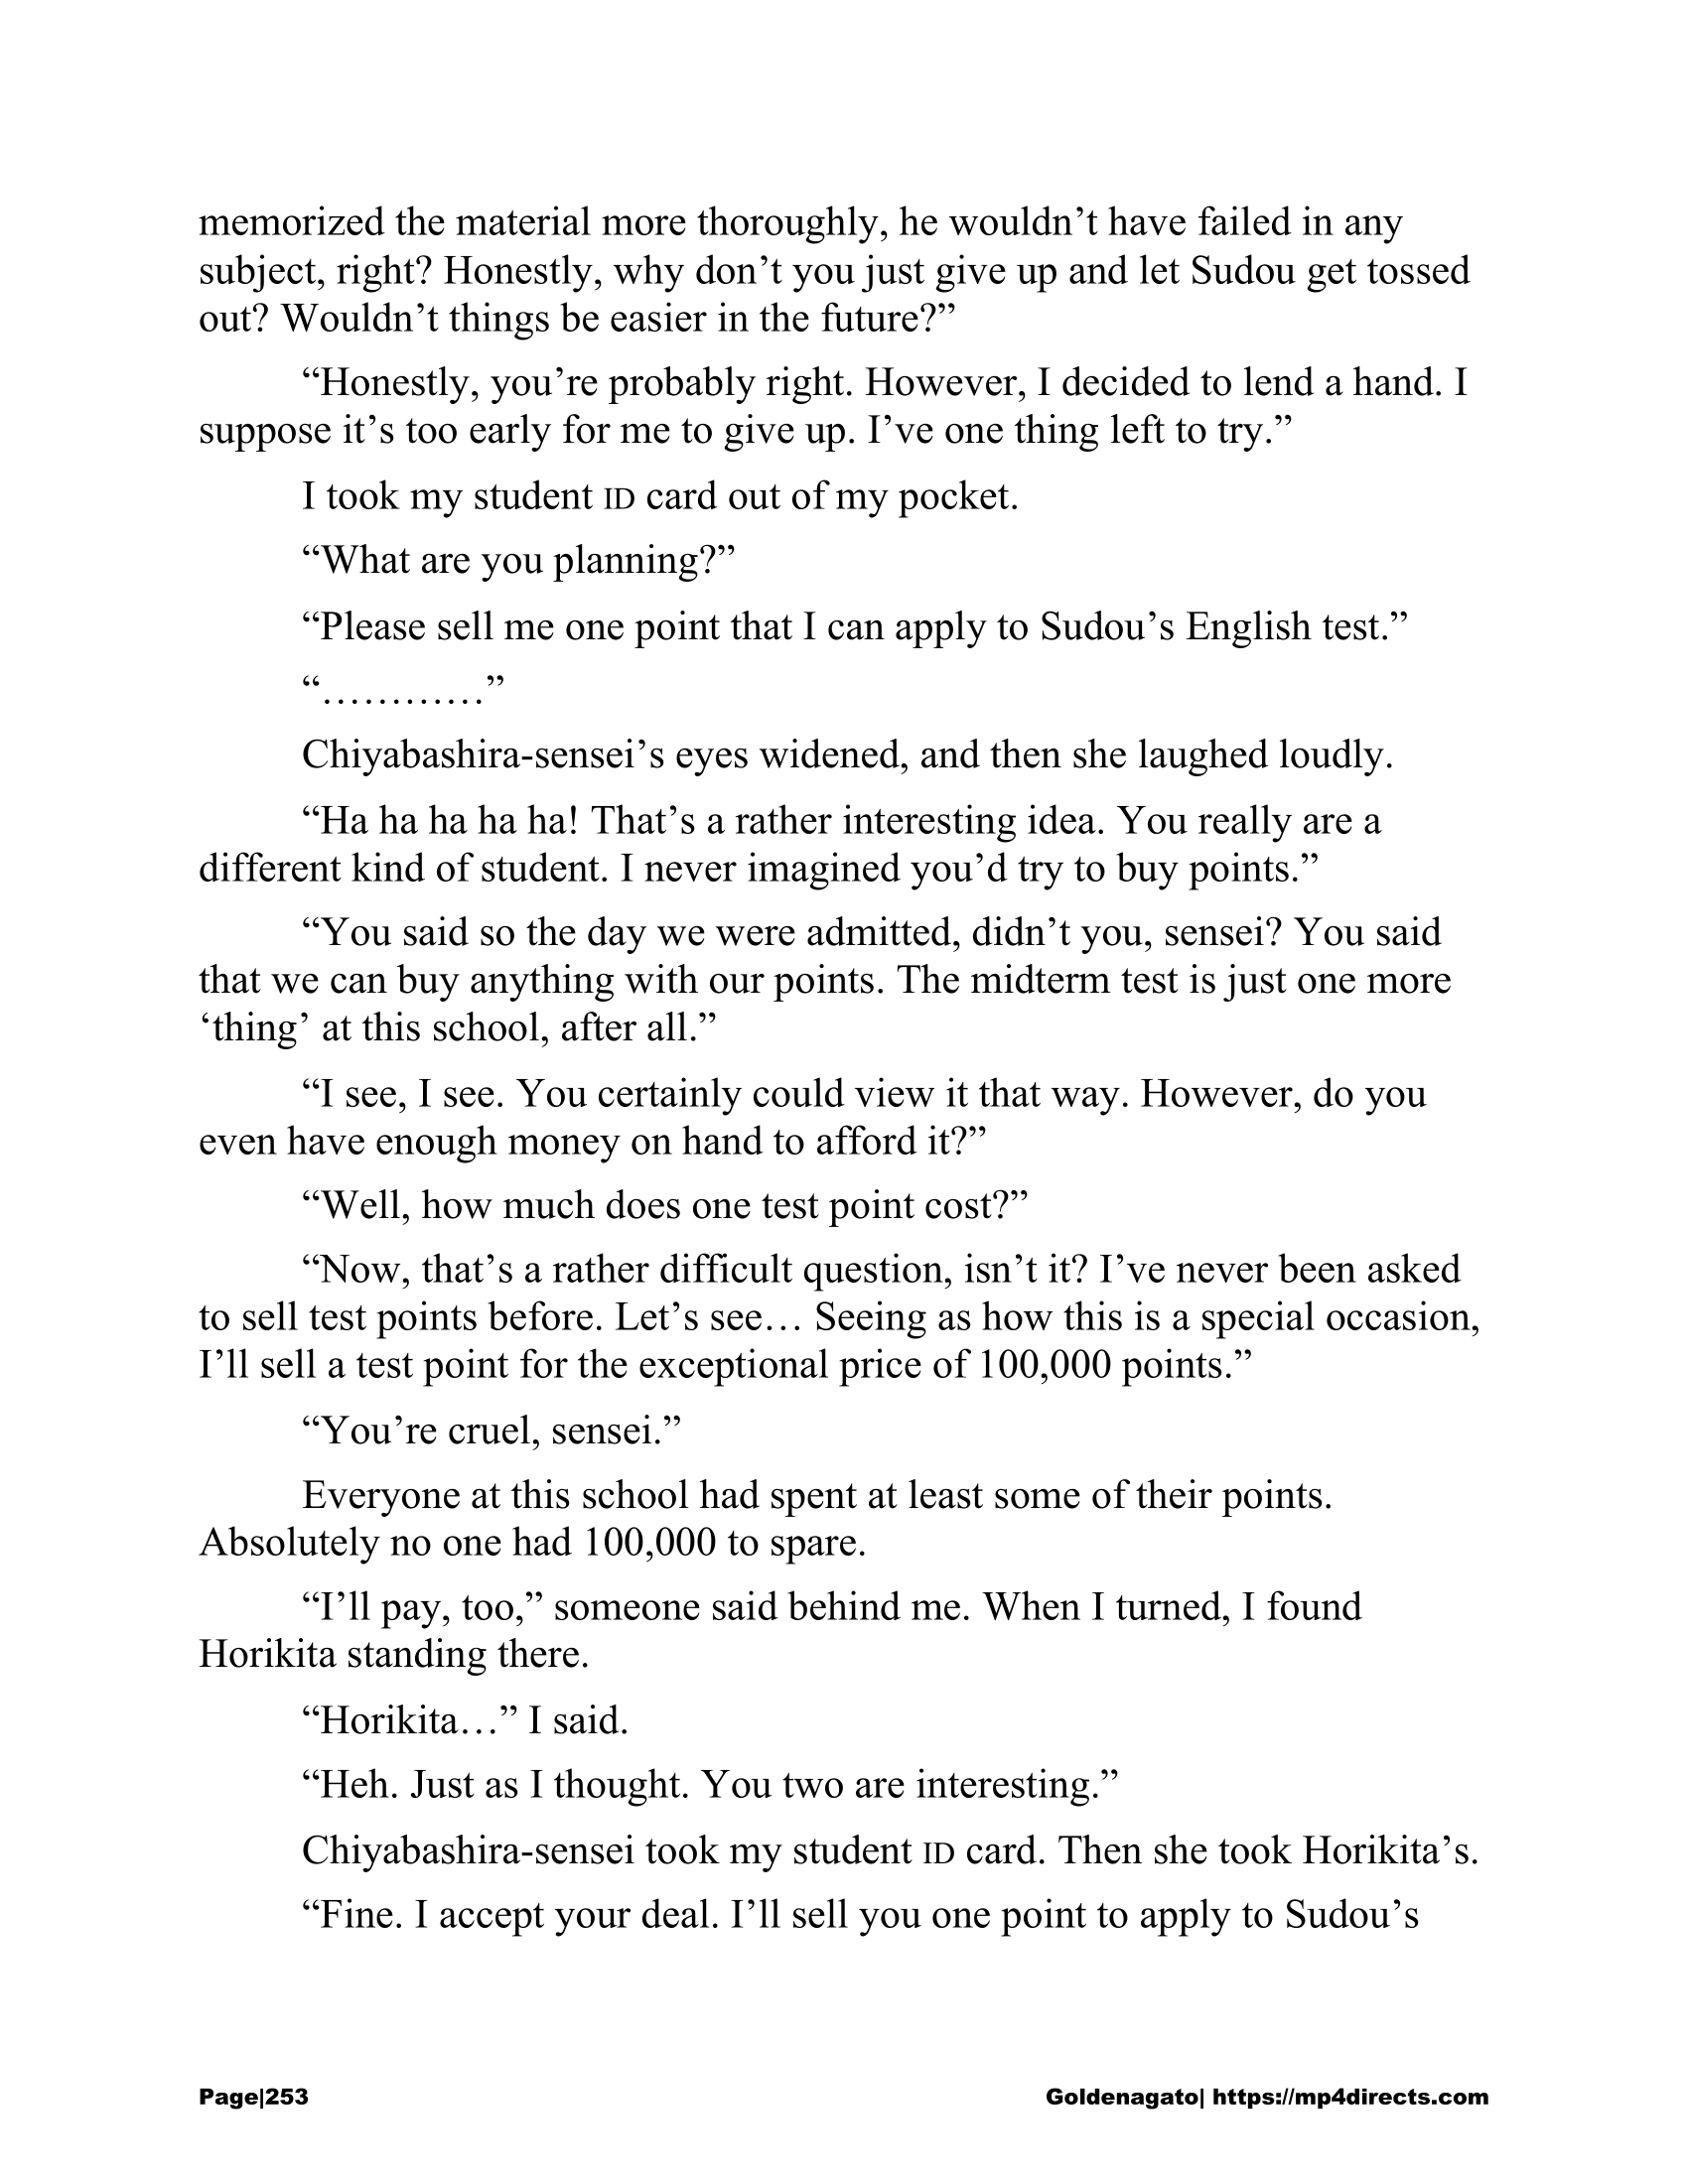 memorized the material more thoroughly, he wouldn’t have failed in any
subject, right? Honestly, why don’t you just give up and let Sudou get tossed
out? Wouldn’t things be easier in the future?”
“Honestly, you’re probably right. However, I decided to lend a hand. I
suppose it’s too early for me to give up. I’ve one thing left to try.”
I took my student ID card out of my pocket.
“What are you planning?”
“Please sell me one point that I can apply to Sudou’s English test.”
“…………”
Chiyabashira-sensei’s eyes widened, and then she laughed loudly.
“Ha ha ha ha ha! That’s a rather interesting idea. You really are a
different kind of student. I never imagined you’d try to buy points.”
“You said so the day we were admitted, didn’t you, sensei? You said
that we can buy anything with our points. The midterm test is just one more
‘thing’ at this school, after all.”
“I see, I see. You certainly could view it that way. However, do you
even have enough money on hand to afford it?”
“Well, how much does one test point cost?”
“Now, that’s a rather difficult question, isn’t it? I’ve never been asked
to sell test points before. Let’s see… Seeing as how this is a special occasion,
I’ll sell a test point for the exceptional price of 100,000 points.”
“You’re cruel, sensei.”
Everyone at this school had spent at least some of their points.
Absolutely no one had 100,000 to spare.
“I’ll pay, too,” someone said behind me. When I turned, I found
Horikita standing there.
“Horikita…” I said.
“Heh. Just as I thought. You two are interesting.”
Chiyabashira-sensei took my student ID card. Then she took Horikita’s.
“Fine. I accept your deal. I’ll sell you one point to apply to Sudou’s
Page|253 Goldenagato| https://mp4directs.com